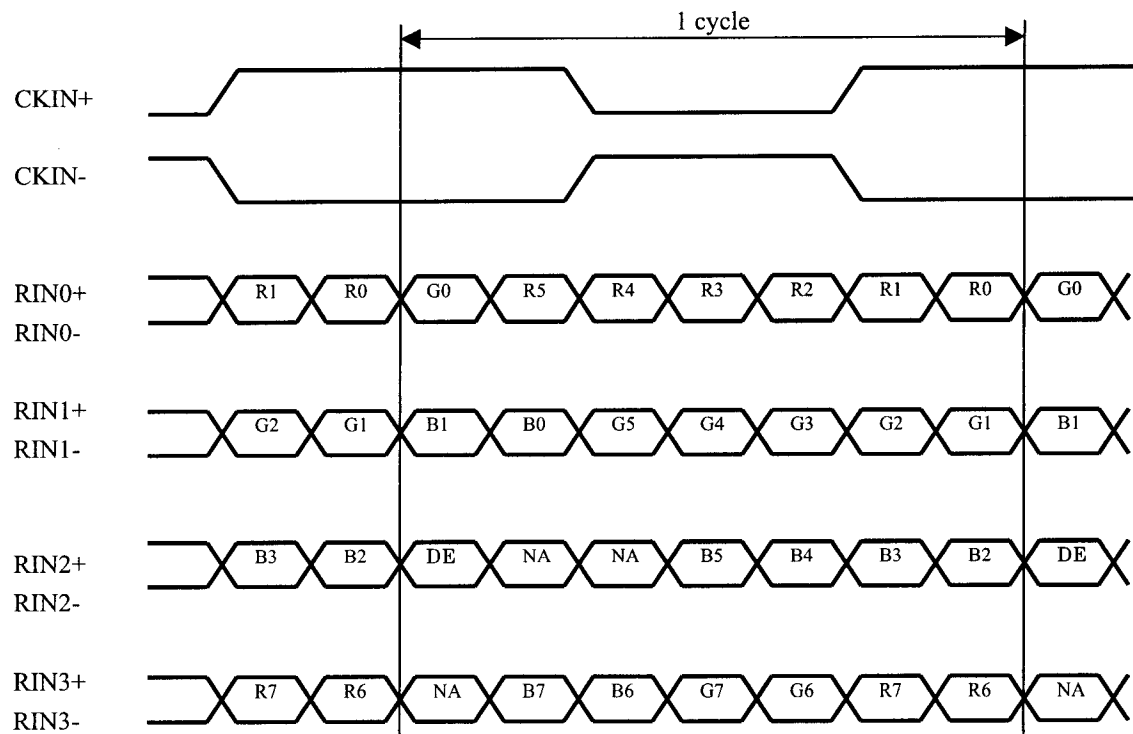 1 cycle
CKIN+
CKIN-
RIN0+
R1 R0 G0 R5 R4 R3 R2 R1 R0 G0
RIN0-
RIN1+
G2 G1 B1 B0 G5 G4 G3 G2 G1 B1
RIN1-
RIN2+
B3 B2 DE NA NA B5 B4 B3 B2 DE
RIN2-
RIN3+
R7 R6 NA B7 B6 G7 G6 R7 R6 NA
RIN3-